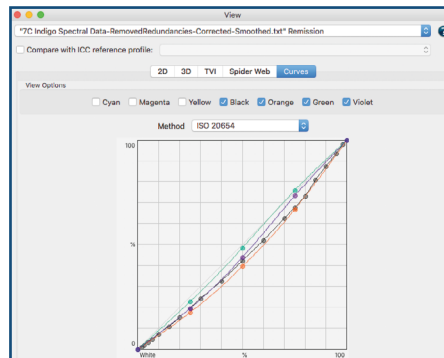 View
"7C Indigo Spectral Data-RemovedRedundancies-Corrected-Smoothed.txt" Remission
Compare with ICC reference profile:
2D 3D TVI Spider Web Curves
View Options
Cyan Magenta Yellow Black Orange Green Violet
Method ISO 20654
100
%
0
White % 100